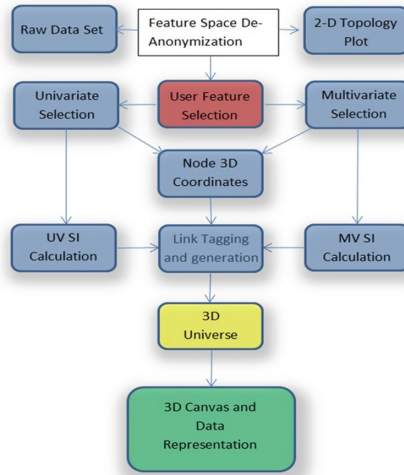 Raw Data Set
Feature Space De-
Anonymization
2-D Topology
Plot
Univariate
Selection
User Feature
Selection
Multivariate
Selection
Node 3D
Coordinates
UV SI
Calculation
Link Tagging
and generation
MV SI
Calculation
3D
Universe
3D Canvas and
Data
Representation